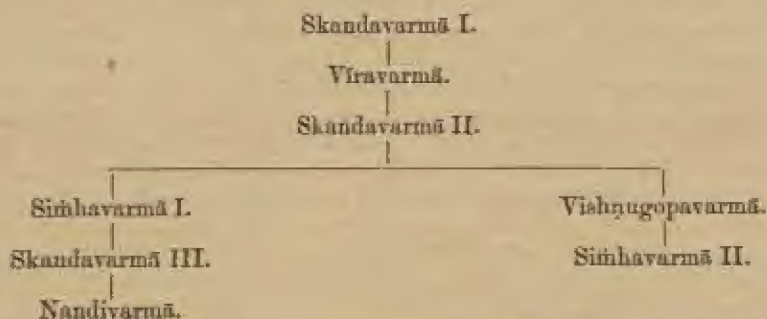 Skandavarmā I.
Vīravarmā.
Skandavarmā II.
Siṁhavarmā I. Vishṇugopavarmā.
Skandavarmā III. Siṁhavarmā II.
Nandivarmā.